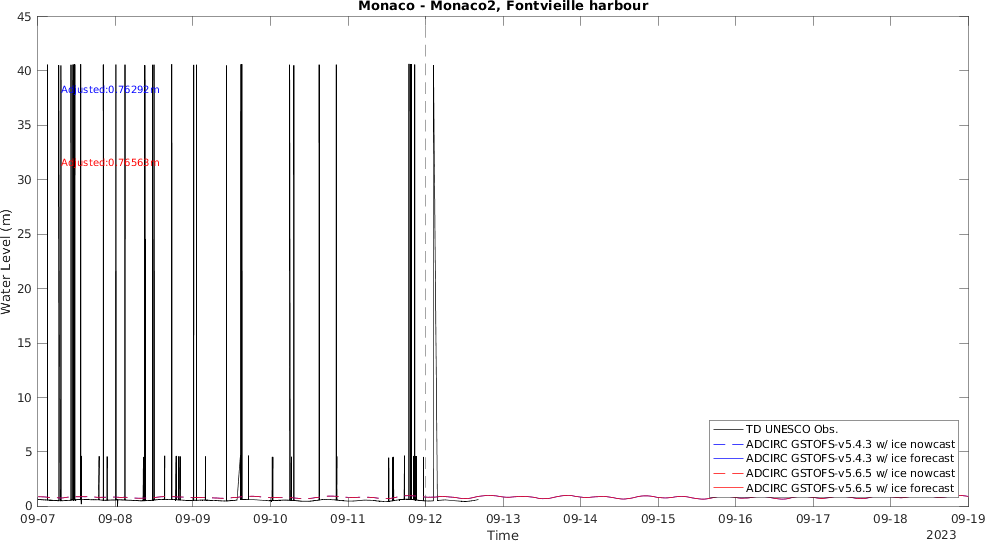 Monaco - Monaco2, Fontvieille harbour
45
40
35
30
25
20
15
10
5
0
Water Level (m)
Adjusted:0.76292m
Adjusted:0.76563m
TD UNESCO Obs.
ADCIRC GSTOFS-v5.4.3 w/ ice nowcast
ADCIRC GSTOFS-v5.4.3 w/ ice forecast
ADCIRC GSTOFS-v5.6.5 w/ ice nowcast
ADCIRC GSTOFS-v5.6.5 w/ ice forecast
09-07 09-08 09-09 09-10 09-11 09-12 09-13 09-14 09-15 09-16 09-17 09-18 09-19
Time
2023